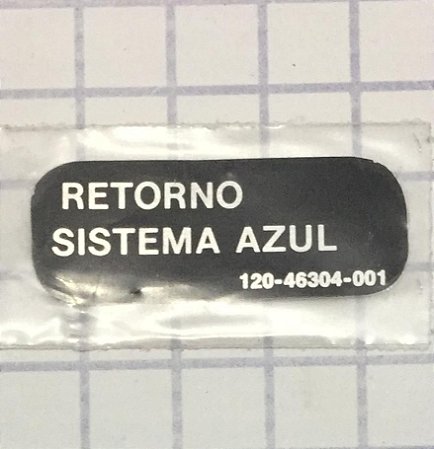 RETORNO
SISTEMA AZUL
120-46304-001